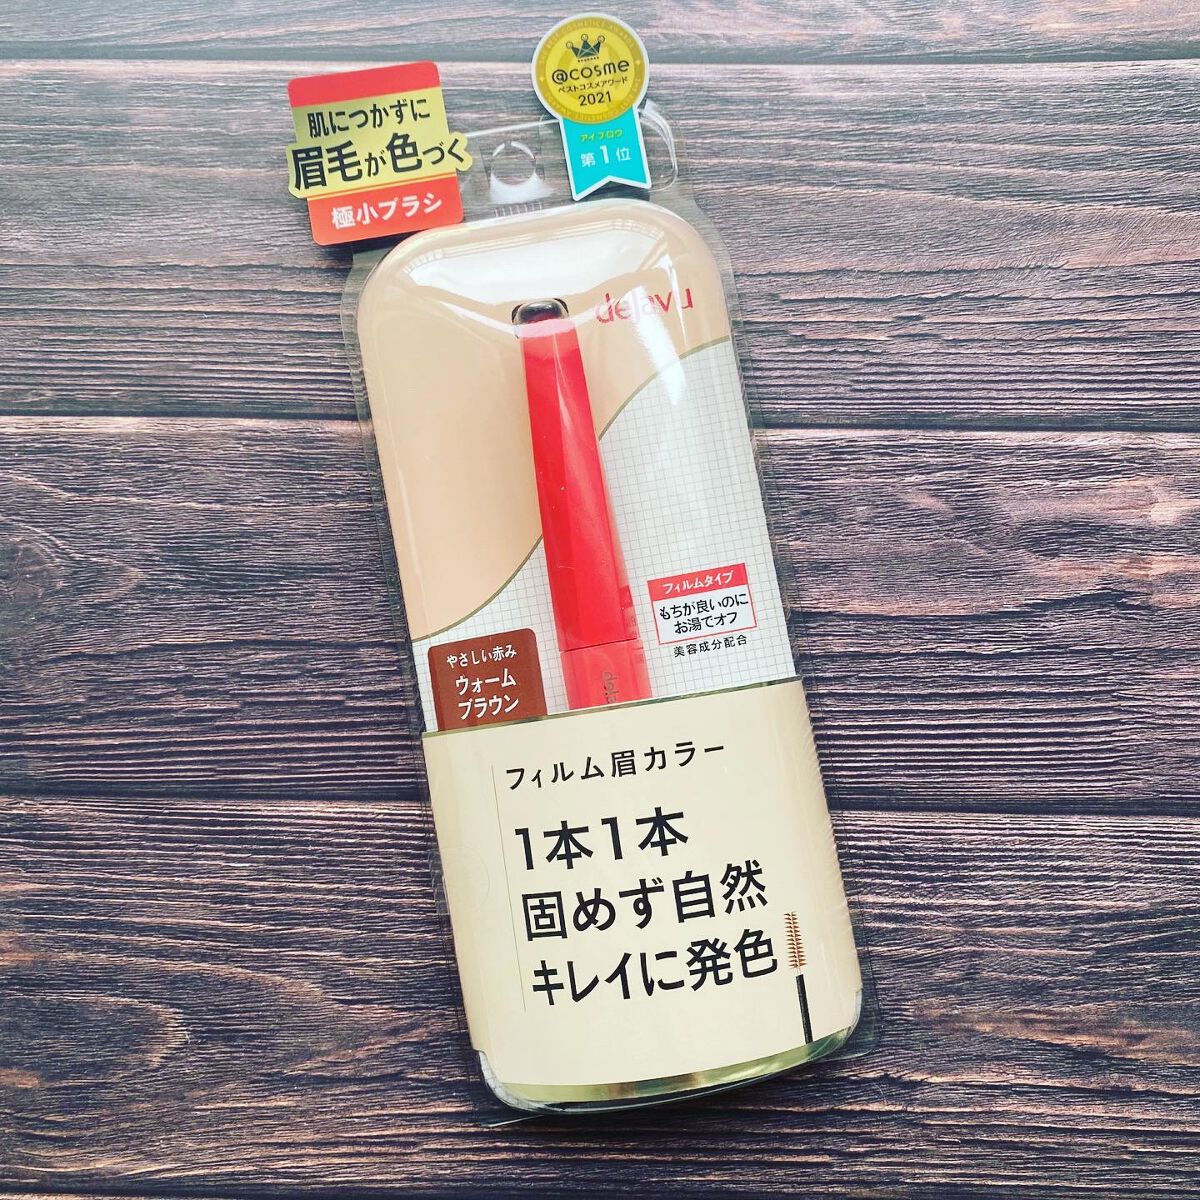 肌につかずに
眉毛が色づく
極小ブラシ
@cosme
ベストコスメアワード
2021
アイブロウ
第1位
dejavu
フィルムタイプ
もちが良いのに
お湯でオフ
美容成分配合
やさしい赤み
ウォーム
ブラウン
フィルム眉カラー
1本1本
固めず自然
キレイに発色